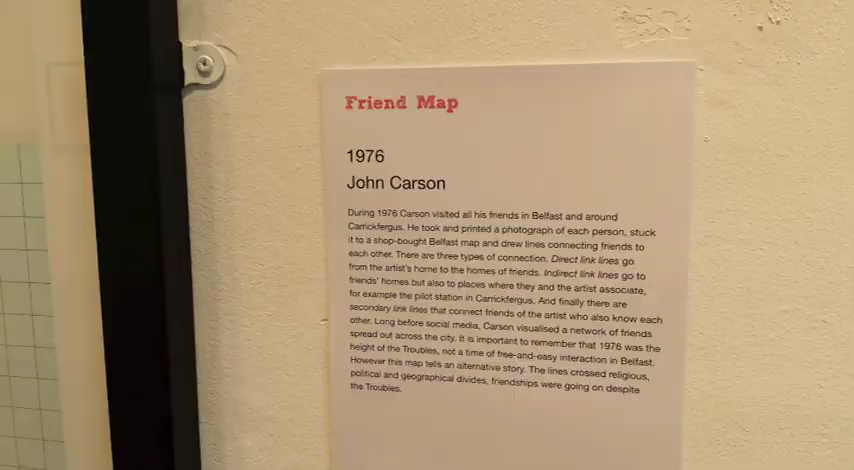 Friend Map
1976
John Carson
During 1976 Carson visited all his friends in Belfast and around
Carrickfergus. He took and printed a photograph of each person, stuck
it to a shop-bought Belfast map and drew lines connecting friends to
each other. There are three types of connection. Direct link lines go
from the artist's home to the homes of friends. Indirect link lines go to
friends' homes but also to places where they and the artist associate,
for example the pilot station in Carrickfergus. And finally there are
secondary link lines that connect friends of the artist who also know each
other. Long before social media, Carson visualised a network of friends
spread out across the city. It is important to remember that 1976 was the
height of the Troubles, not a time of free-and-easy interaction in Belfast.
However this map tells an alternative story. The lines crossed religious,
political and geographical divides, friendships were going on despite
the Troubles.